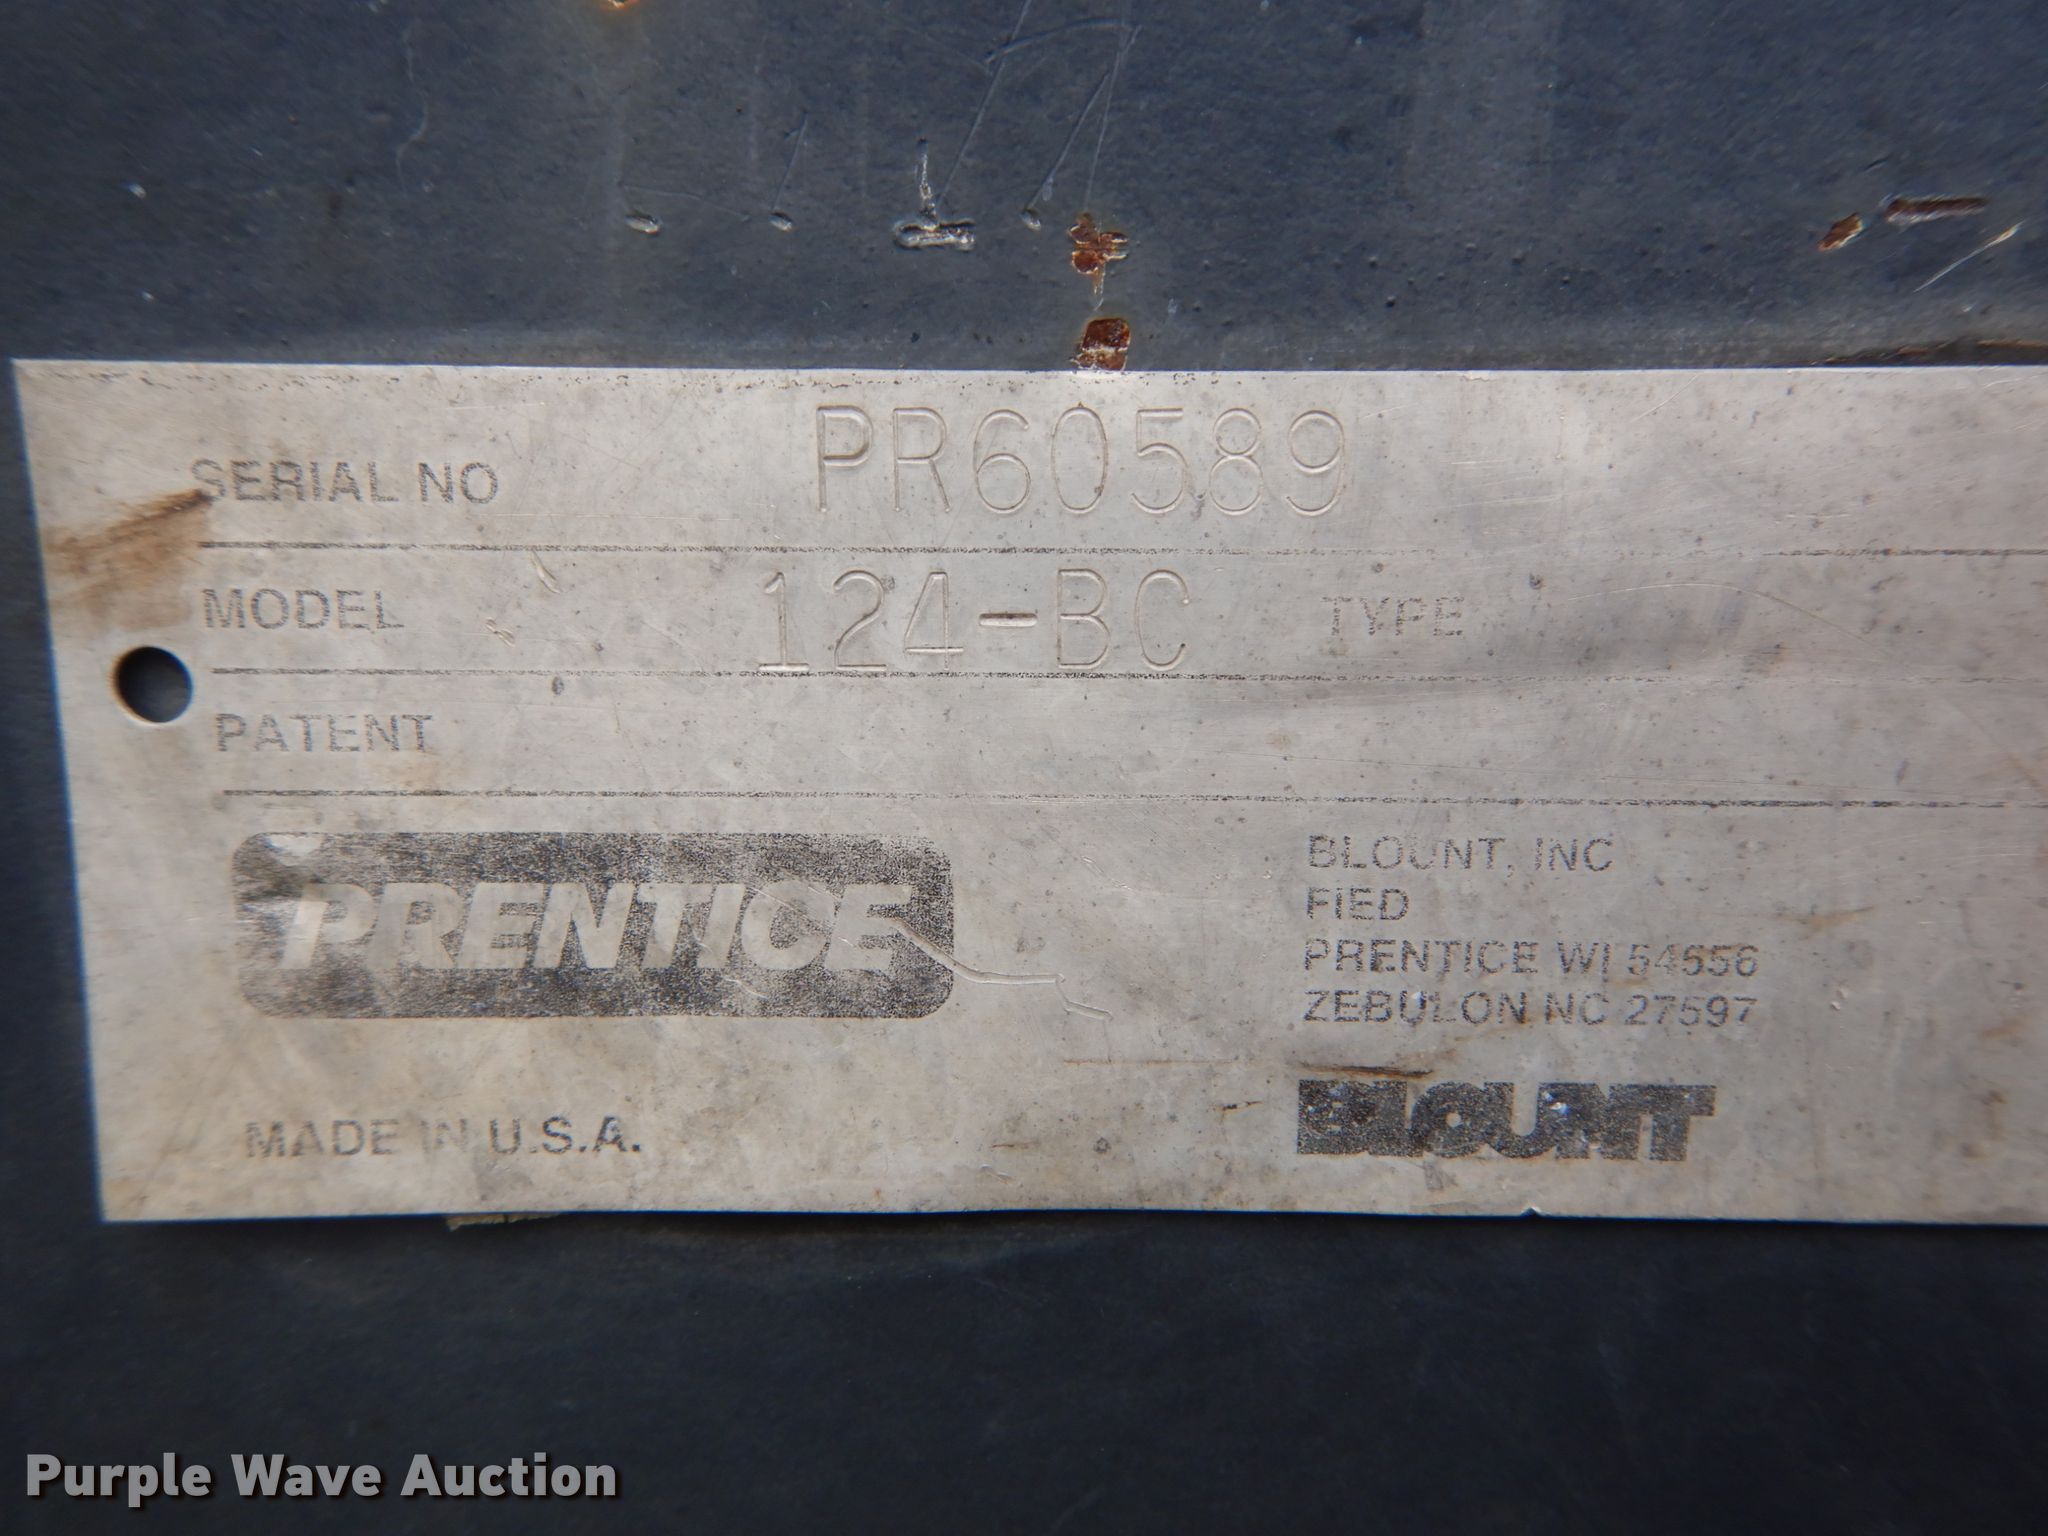 SERIAL NO PR60589
MODEL 124-BC TYPE
PATENT
PRENTICE
BLOUNT, INC
FIED
PRENTICE WI 54556
ZEBULON NC 27597
MADE IN U.S.A.
BLOUNT
Purple Wave Auction